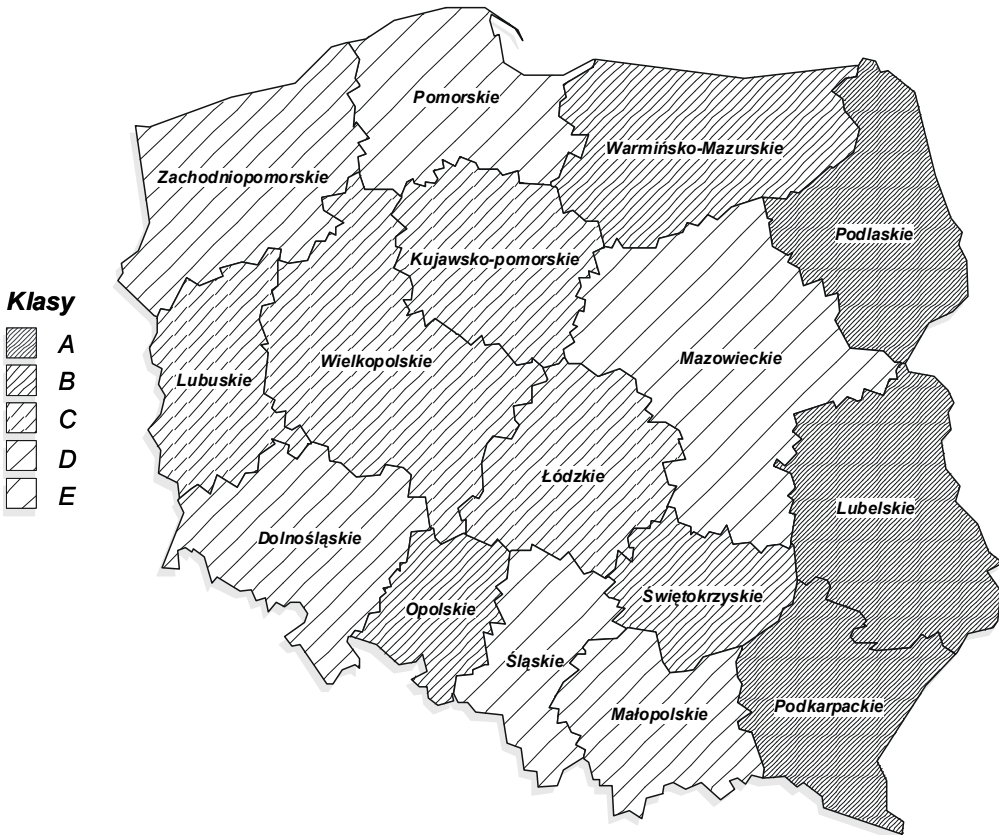 Pomorskie
Warmińsko-Mazurskie
Zachodniopomorskie
Podlaskie
Kujawsko-pomorskie
Klasy
A
B
C
D
E
Wielkopolskie
Mazowieckie
Lubuskie
Łódzkie
Lubelskie
Dolnośląskie
Opolskie
Świętokrzyskie
Śląskie
Małopolskie
Podkarpackie